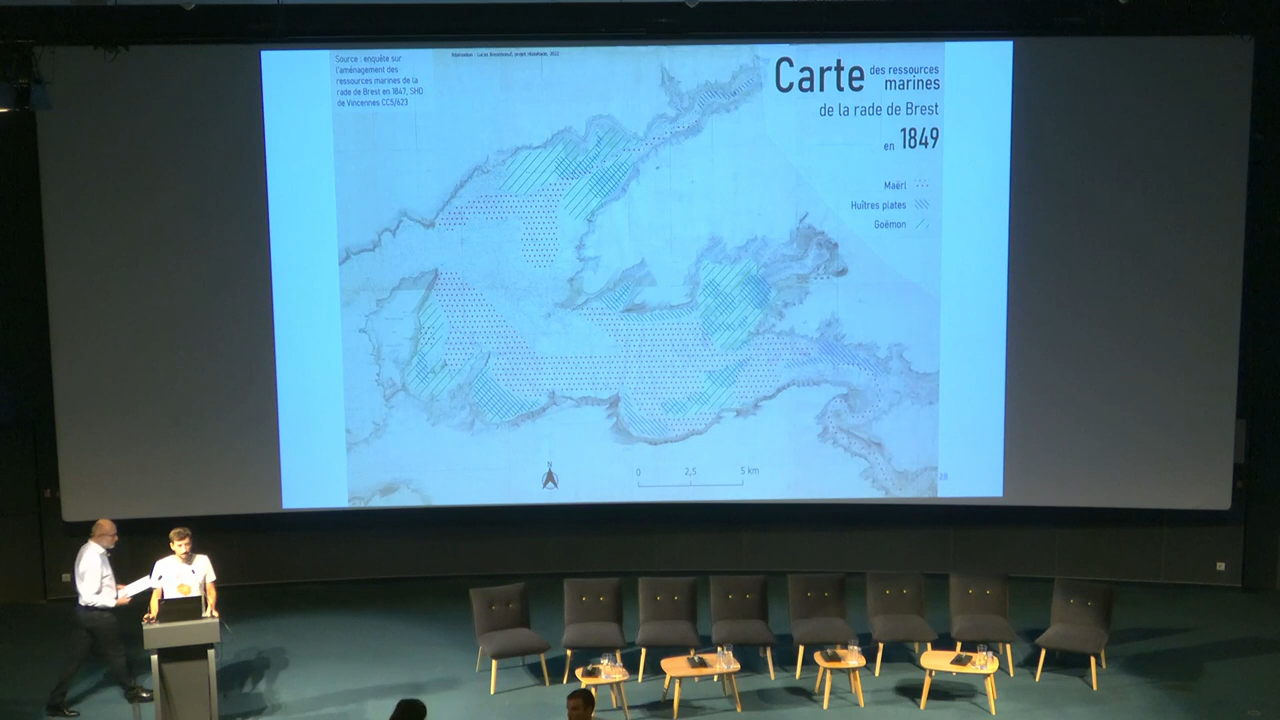 Source : enquête sur
l'aménagement des
ressources marines de la
rade de Brest en 1847, SHD
de Vincennes CC5/623
Carte des ressources
marines
de la rade de Brest
en 1849
Maërl
Huîtres plates
Goëmon
N
0 2,5 5 km